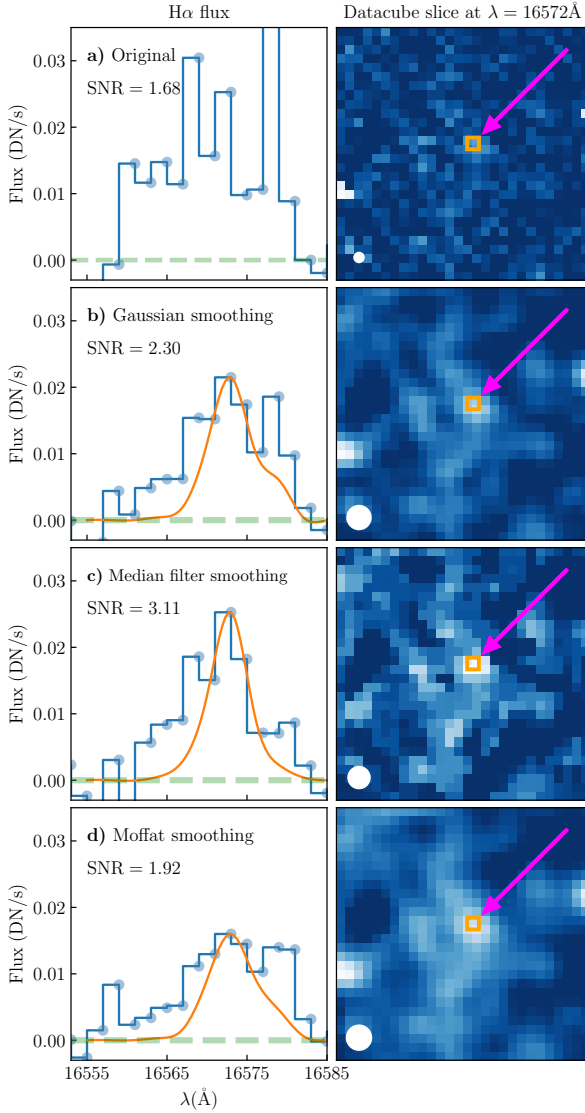 Hα flux
Datacube slice at λ = 16572Å
a) Original
SNR = 1.68
0.03
0.02
0.01
0.00
Flux (DN/s)
b) Gaussian smoothing
SNR = 2.30
0.03
0.02
0.01
0.00
Flux (DN/s)
c) Median filter smoothing
SNR = 3.11
0.03
0.02
0.01
0.00
Flux (DN/s)
d) Moffat smoothing
SNR = 1.92
0.03
0.02
0.01
0.00
Flux (DN/s)
16555 16565 16575 16585
λ(Å)